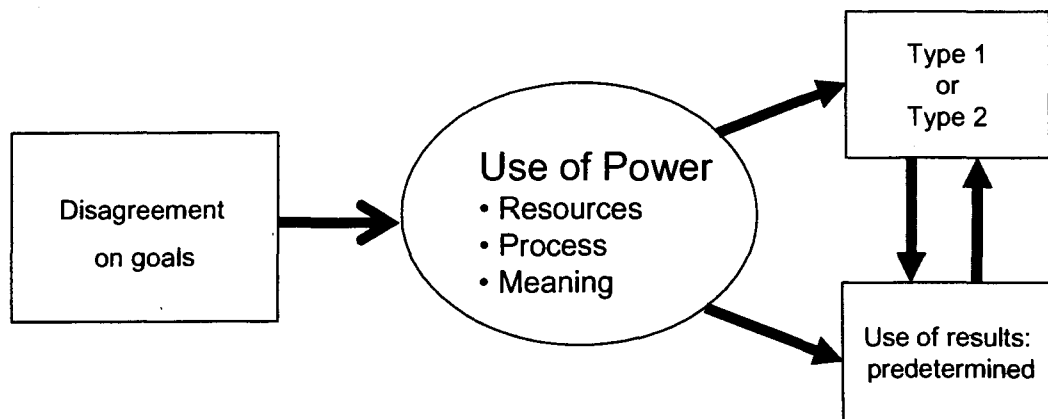 Disagreement
on goals
Use of Power
• Resources
• Process
• Meaning
Type 1
or
Type 2
Use of results:
predetermined